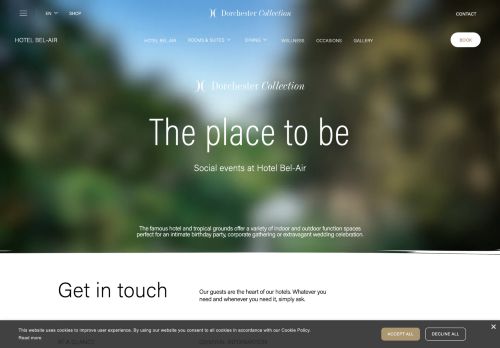 EN
SHOP
Dorchester Collection
CONTACT
HOTEL BEL-AIR
HOTEL BEL-AIR
ROOMS & SUITES
DINING
WELLNESS
OCCASIONS
GALLERY
BOOK
Dorchester Collection
The place to be
Social events at Hotel Bel-Air
The famous hotel and tropical grounds offer a variety of indoor and outdoor function spaces
perfect for an intimate birthday party, corporate gathering or extravagant wedding celebration.
Get in touch
Our guests are the heart of our hotels. Whatever you
need and whenever you need it, simply ask.
This website uses cookies to improve user experience. By using our website you consent to all cookies in accordance with our Cookie Policy.
Read more
ACCEPT ALL
DECLINE ALL
AT A GLANCE
GENERAL INFORMATION